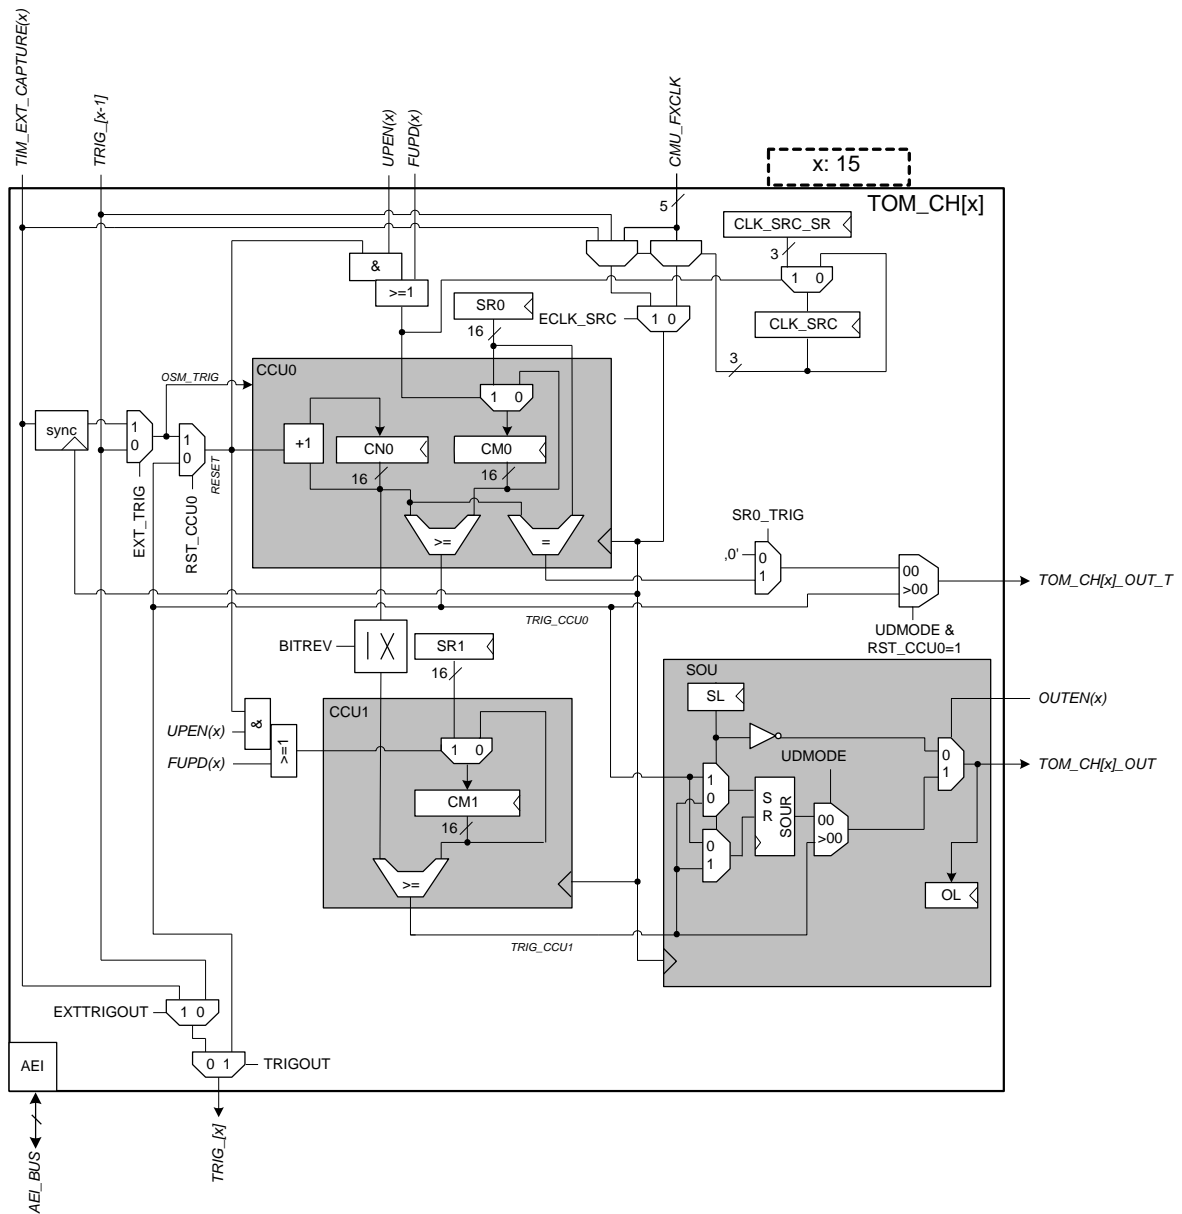 TIM_EXT_CAPTURE(x)
TRIG_[x-1]
UPEN(x)
FUPD(x)
CMU_FXCLK
x: 15
TOM_CH[x]
5
CLK_SRC_SR
3
&
>=1
1 0
SR0
16
ECLK_SRC
1 0
CLK_SRC
3
CCU0
OSM_TRIG
1 0
sync
1
0
1
0
RESET
+1
CN0
16
CM0
16
EXT_TRIG
RST_CCU0
>=
=
SR0_TRIG
‚0'
0
1
00
>00
TOM_CH[x]_OUT_T
TRIG_CCU0
UDMODE &
RST_CCU0=1
BITREV
SR1
16
SOU
SL
CCU1
OUTEN(x)
UPEN(x)
&
FUPD(x)
>=1
1 0
UDMODE
0
1
TOM_CH[x]_OUT
CM1
16
1
0
S
R
SOUR
00
>00
0
1
>=
OL
TRIG_CCU1
EXTTRIGOUT
1 0
AEI
0 1
TRIGOUT
AEI_BUS
TRIG_[x]